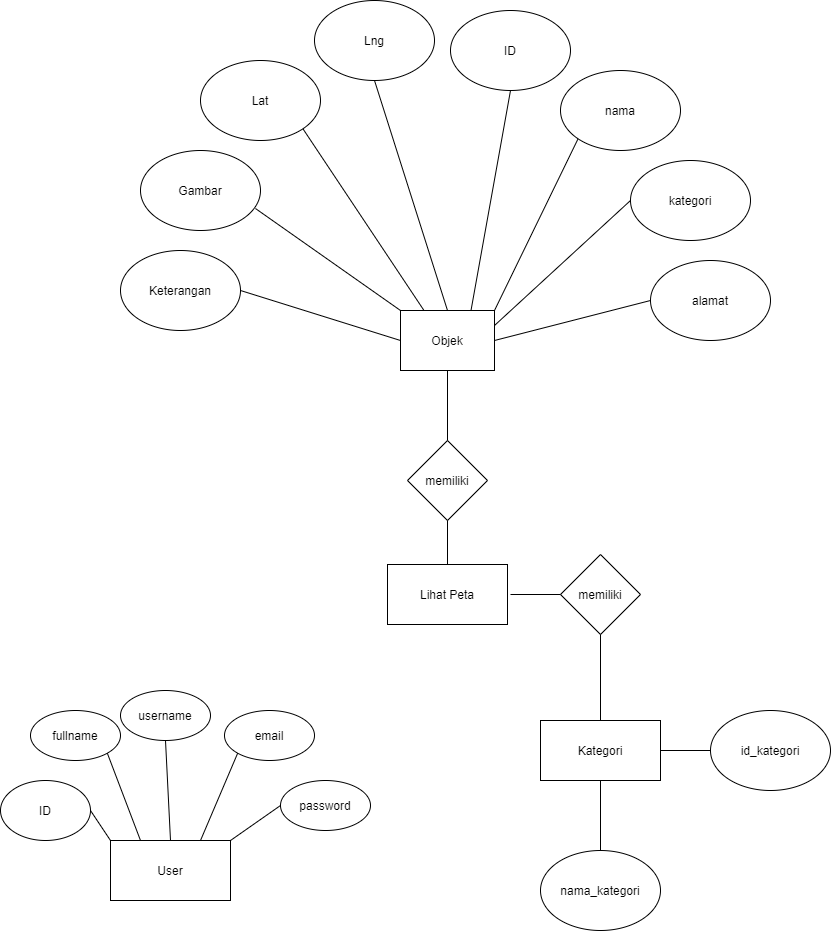 Lng
ID
Lat
nama
Gambar
kategori
Keterangan
alamat
Objek
memiliki
Lihat Peta
memiliki
username
fullname
email
Kategori
id_kategori
ID
password
User
nama_kategori